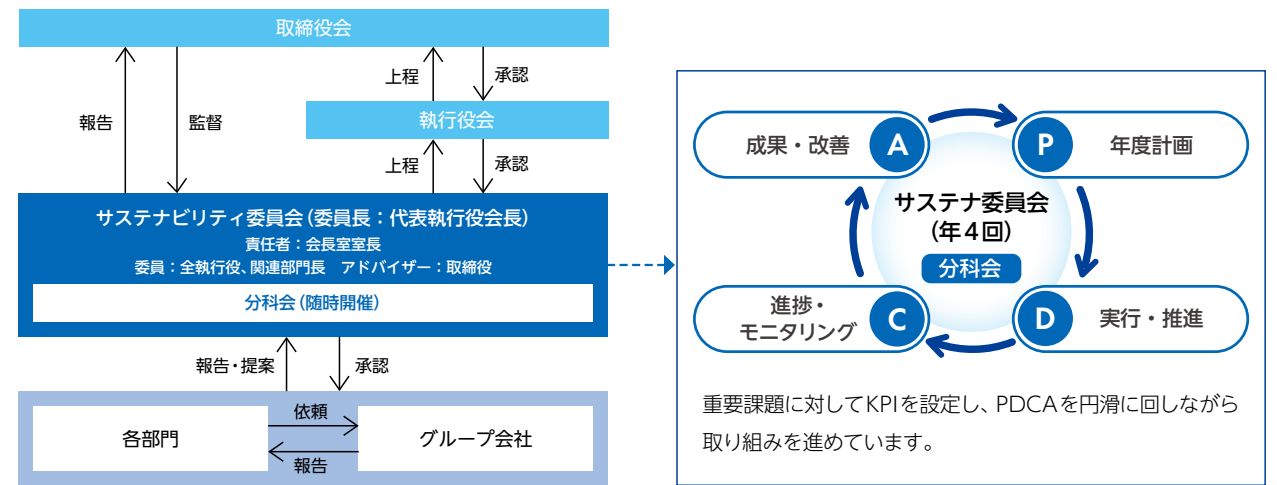 取締役会
報告
監督
上程
承認
執行役会
上程
承認
サステナビリティ委員会(委員長:代表執行役会長)
責任者:会長室室長
委員:全執行役、関連部門長 アドバイザー:取締役
分科会(随時開催)
報告・提案
承認
各部門
依頼
報告
グループ会社
成果・改善
A
P
年度計画
サステナ委員会
(年4回)
分科会
進捗・
モニタリング
C
D
実行・推進
重要課題に対してKPIを設定し、PDCAを円滑に回しながら
取り組みを進めています。